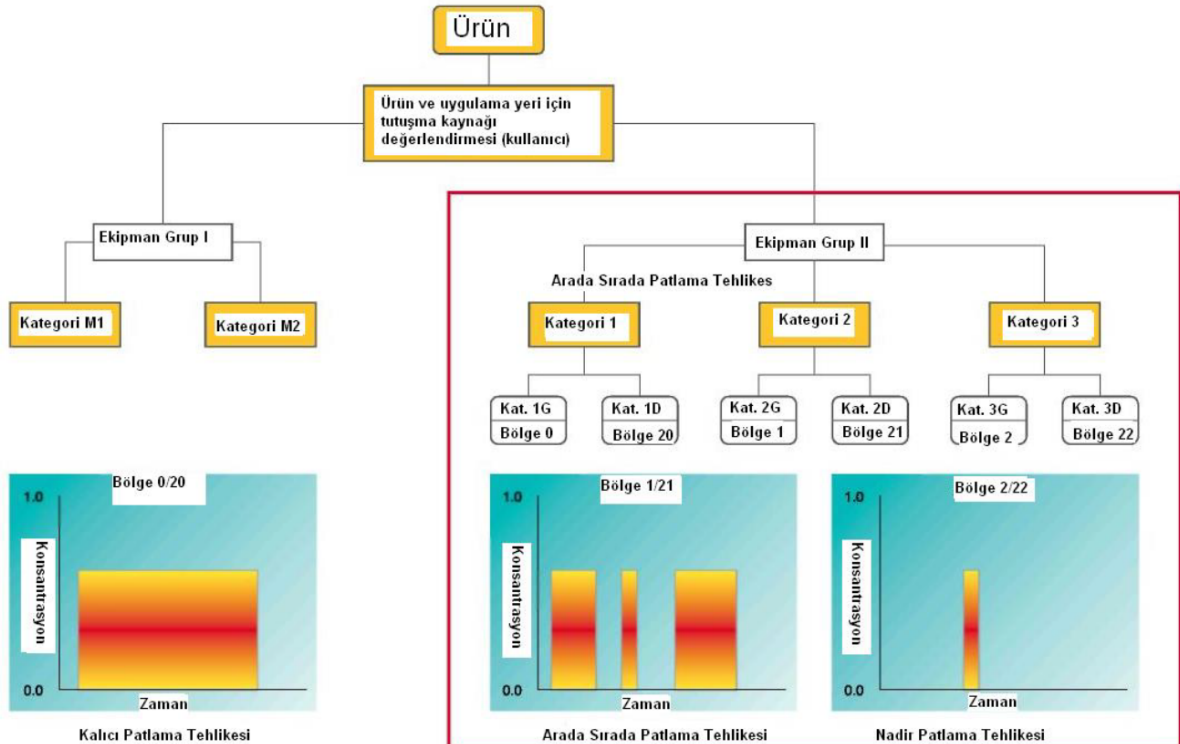 Ürün
Ürün ve uygulama yeri için
tutuşma kaynağı
değerlendirmesi (kullanıcı)
Ekipman Grup I
Ekipman Grup II
Arada Sırada Patlama Tehlikes
Kategori M1
Kategori M2
Kategori 1
Kategori 2
Kategori 3
Kat. 1G
Bölge 0
Kat. 1D
Bölge 20
Kat. 2G
Bölge 1
Kat. 2D
Bölge 21
Kat. 3G
Bölge 2
Kat. 3D
Bölge 22
Bölge 0/20
1.0
Konsantrasyon
0.0
Zaman
Kalıcı Patlama Tehlikesi
Bölge 1/21
1.0
Konsantrasyon
0.0
Zaman
Arada Sırada Patlama Tehlikesi
Bölge 2/22
1.0
Konsantrasyon
0.0
Zaman
Nadir Patlama Tehlikesi